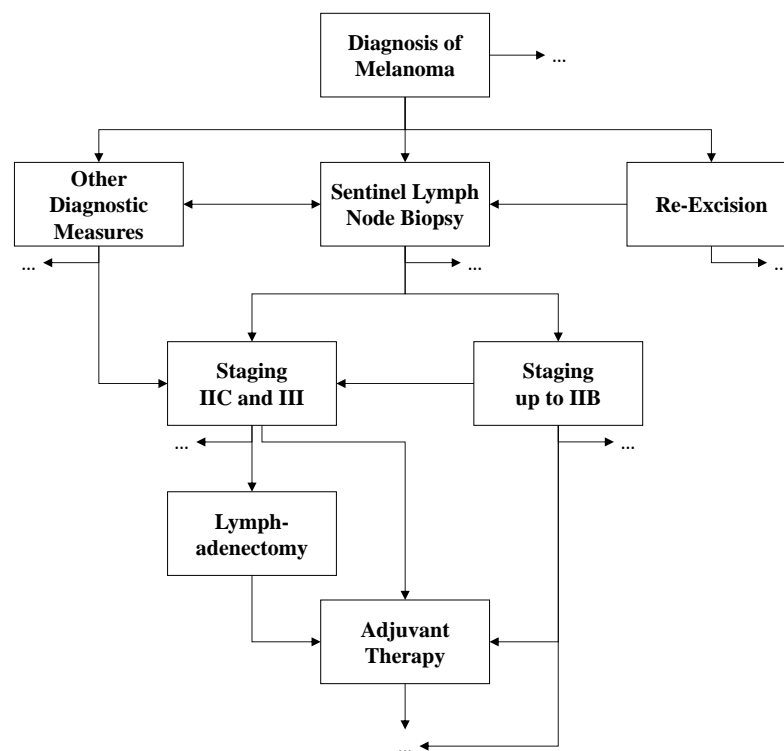 Diagnosis of
Melanoma
...
Other
Diagnostic
Measures
Sentinel Lymph
Node Biopsy
Re-Excision
...
...
...
Staging
IIC and III
Staging
up to IIB
...
...
Lymph-
adenectomy
Adjuvant
Therapy
...